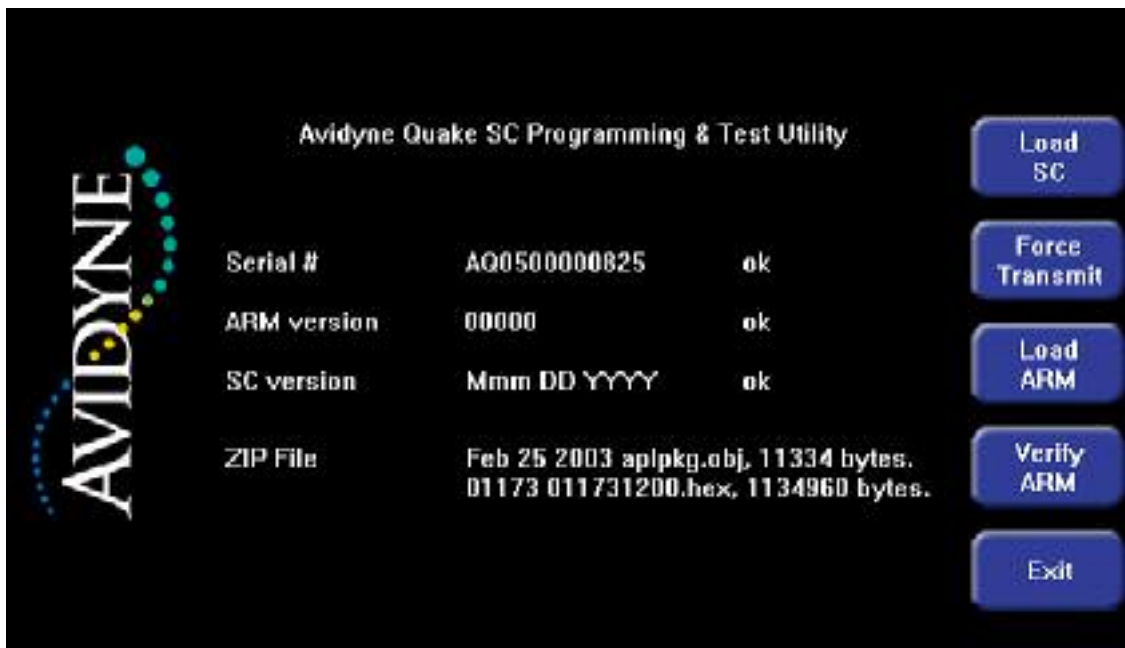 Avidyne Quake SC Programming & Test Utility
AVIDYNE
Serial # AQ0500000825 ok
ARM version 00000 ok
SC version Mmm DD YYYY ok
ZIP File Feb 25 2003 aplpkg.obj, 11334 bytes.
01173 011731200.hex, 1134960 bytes.
Load
SC
Force
Transmit
Load
ARM
Verify
ARM
Exit